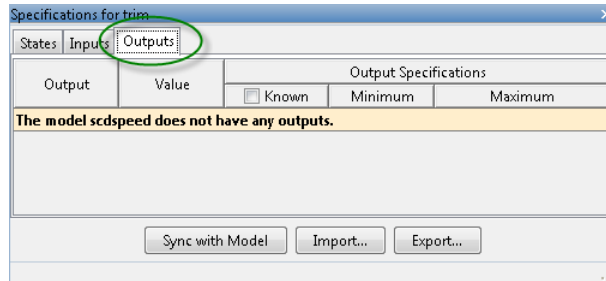 Specifications for trim
States Inputs Outputs
Output Value Output Specifications
Known Minimum Maximum
The model scdspeed does not have any outputs.
Sync with Model Import... Export...